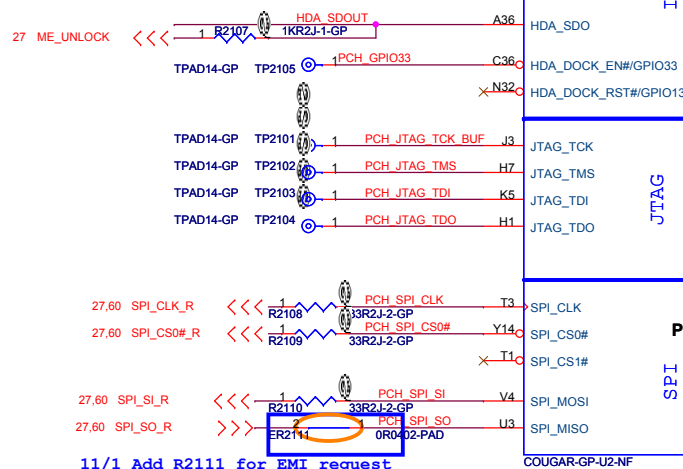 HDA_SDOUT
A36
HDA_SDO
27 ME_UNLOCK
1
R2107
1KR2J-1-GP
TPAD14-GP TP2105
1
PCH_GPIO33
C36
HDA_DOCK_EN#/GPIO33
N32
HDA_DOCK_RST#/GPIO13
TPAD14-GP TP2101
1
PCH_JTAG_TCK_BUF
J3
JTAG_TCK
TPAD14-GP TP2102
1
PCH_JTAG_TMS
H7
JTAG_TMS
TPAD14-GP TP2103
1
PCH_JTAG_TDI
K5
JTAG_TDI
TPAD14-GP TP2104
1
PCH_JTAG_TDO
H1
JTAG_TDO
JTAG
27,60 SPI_CLK_R
1
R2108
PCH_SPI_CLK
33R2J-2-GP
T3
SPI_CLK
27,60 SPI_CS0#_R
1
R2109
PCH_SPI_CS0#
33R2J-2-GP
Y14
SPI_CS0#
P
T1
SPI_CS1#
SPI
27,60 SPI_SI_R
1
R2110
PCH_SPI_SI
33R2J-2-GP
V4
SPI_MOSI
27,60 SPI_SO_R
2
ER2111
1
PCH_SPI_SO
0R0402-PAD
U3
SPI_MISO
11/1 Add R2111 for EMI request
COUGAR-GP-U2-NF